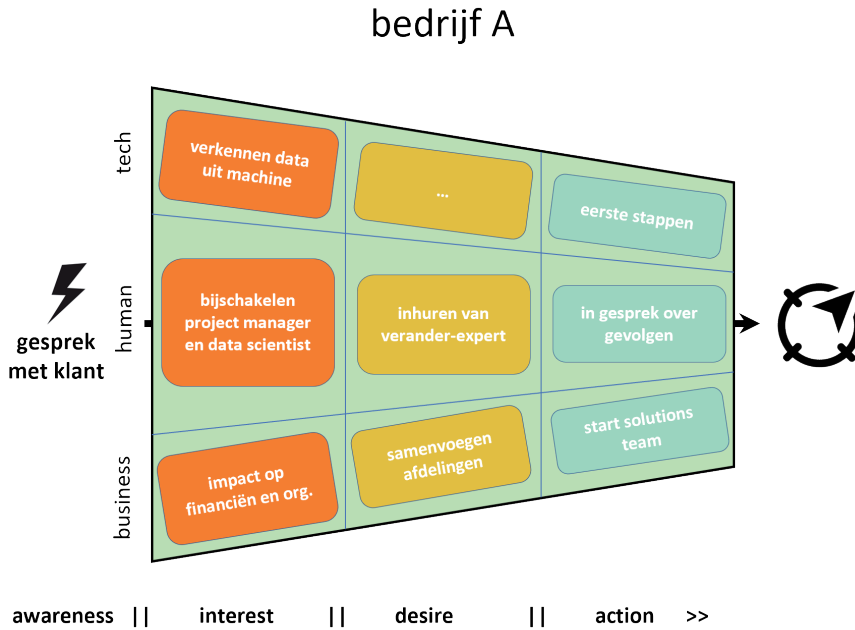 bedrijf A
tech
verkennen data
uit machine
...
eerste stappen
gesprek
met klant
human
bijschakelen
project manager
en data scientist
inhuren van
verander-expert
in gesprek over
gevolgen
business
impact op
financiën en org.
samenvoegen
afdelingen
start solutions
team
awareness || interest || desire || action >>